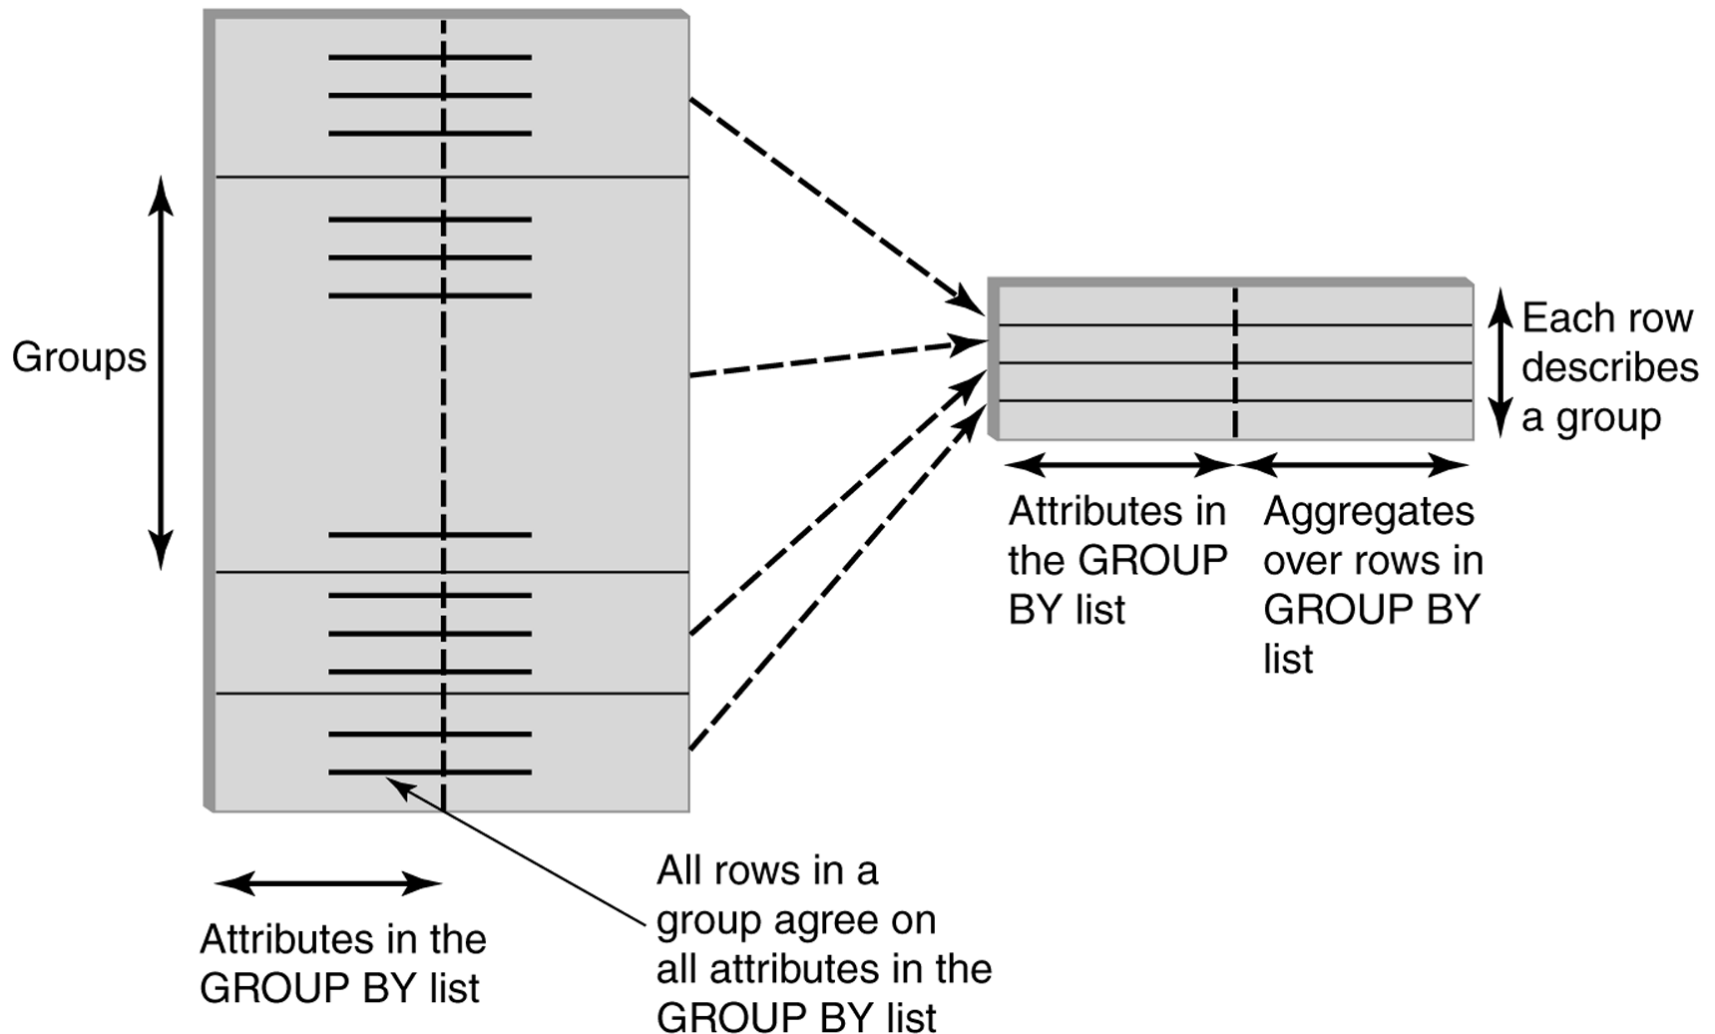 Groups
Each row
describes
a group
Attributes in
the GROUP
BY list
Aggregates
over rows in
GROUP BY
list
Attributes in the
GROUP BY list
All rows in a
group agree on
all attributes in the
GROUP BY list